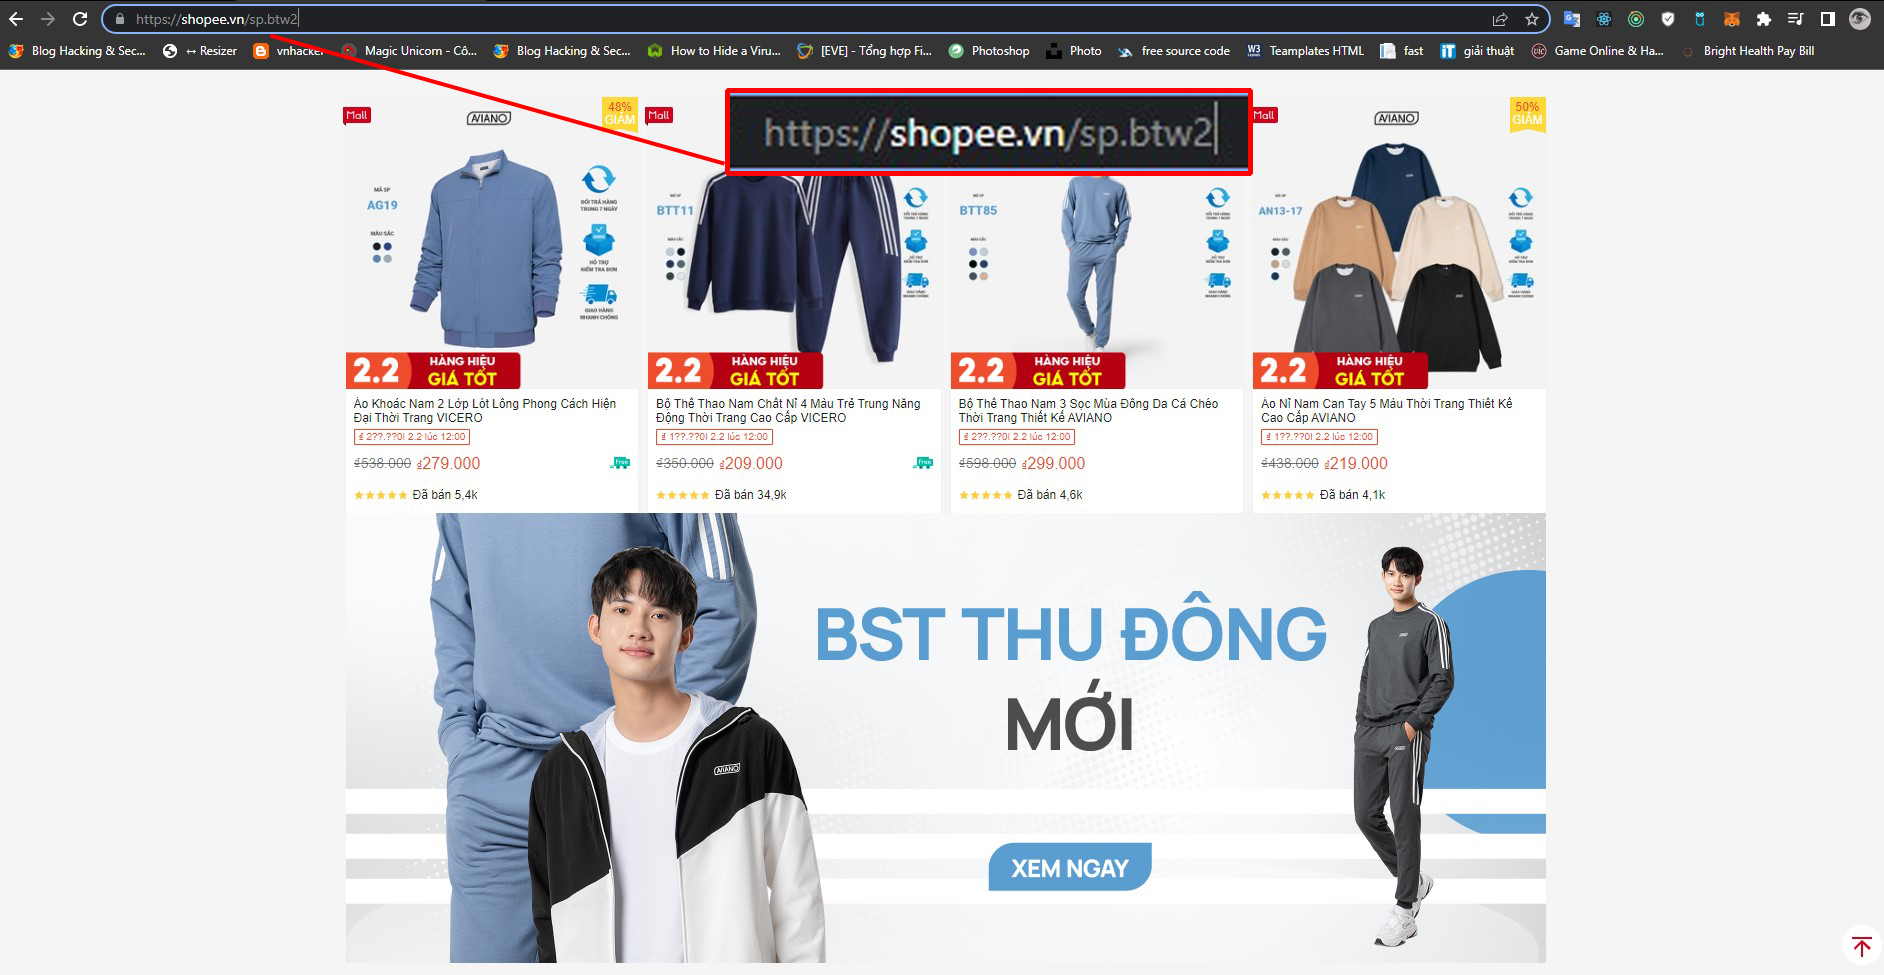 https://shopee.vn/sp.btw2
Blog Hacking & Sec...
↔ Resizer
vnhacker
Magic Unicorn - Cô...
Blog Hacking & Sec...
How to Hide a Viru...
[EVE] - Tổng hợp Fi...
Photoshop
Photo
free source code
Teamplates HTML
fast
giải thuật
Game Online & Ha...
Bright Health Pay Bill
https://shopee.vn/sp.btw2
Mall
AVIANO
48%
GIẢM
MÃ SP
AG19
MÀU SẮC
ĐỔI TRẢ HÀNG
TRONG 7 NGÀY
HỖ TRỢ
KIỂM TRA ĐƠN
GIAO HÀNG
NHANH CHÓNG
2.2
HÀNG HIỆU
GIÁ TỐT
Áo Khoác Nam 2 Lớp Lót Lông Phong Cách Hiện
Đại Thời Trang VICERO
₫ 2??.??0l 2.2 lúc 12:00
₫538.000 ₫279.000
Free
Đã bán 5,4k
Mall
BTT11
2.2
HÀNG HIỆU
GIÁ TỐT
Bộ Thể Thao Nam Chất Nỉ 4 Màu Trẻ Trung Năng
Động Thời Trang Cao Cấp VICERO
₫ 1??.??0l 2.2 lúc 12:00
₫350.000 ₫209.000
Free
Đã bán 34,9k
BTT85
2.2
HÀNG HIỆU
GIÁ TỐT
Bộ Thể Thao Nam 3 Sọc Mùa Đông Da Cá Chéo
Thời Trang Thiết Kế AVIANO
₫ 2??.??0l 2.2 lúc 12:00
₫598.000 ₫299.000
Đã bán 4,6k
Mall
AVIANO
50%
GIẢM
AN13-17
2.2
HÀNG HIỆU
GIÁ TỐT
Áo Nỉ Nam Can Tay 5 Màu Thời Trang Thiết Kế
Cao Cấp AVIANO
₫ 1??.??0l 2.2 lúc 12:00
₫438.000 ₫219.000
Đã bán 4,1k
BST THU ĐÔNG
MỚI
AVIANO
XEM NGAY